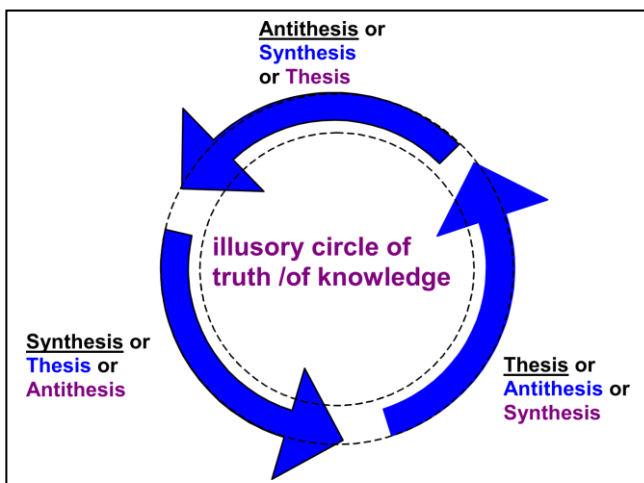 Antithesis or
Synthesis
or Thesis
illusory circle of
truth /of knowledge
Synthesis or
Thesis or
Antithesis
Thesis or
Antithesis or
Synthesis